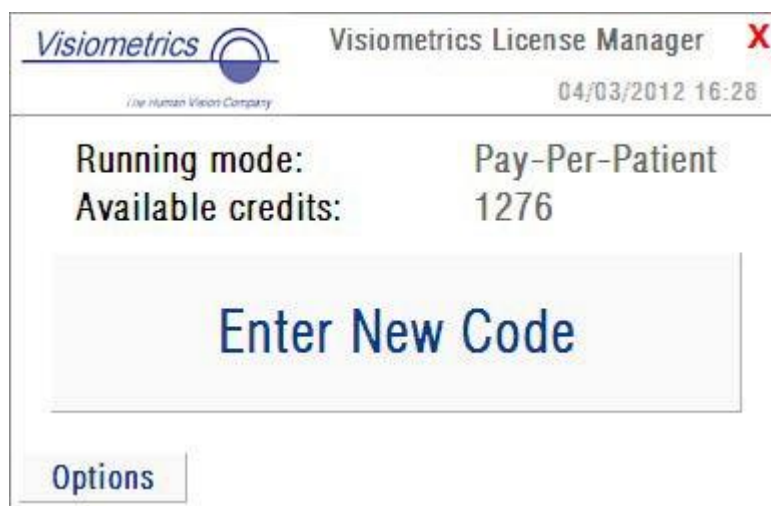 Visiometrics
The Human Vision Company
Visiometrics License Manager X
04/03/2012 16:28
Running mode: Pay-Per-Patient
Available credits: 1276
Enter New Code
Options